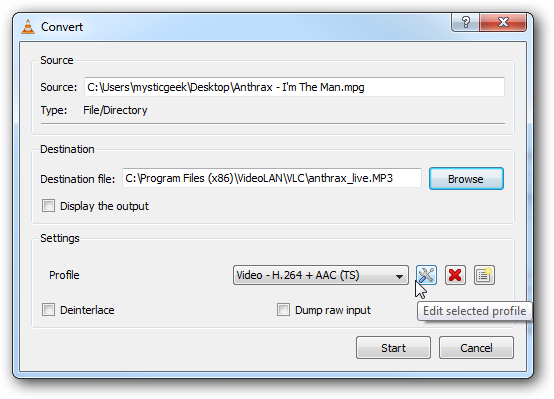 Convert
Source
Source: C:\Users\mysticgeek\Desktop\Anthrax - I'm The Man.mpg
Type: File/Directory
Destination
Destination file: C:\Program Files (x86)\VideoLAN\VLC\anthrax_live.MP3 Browse
Display the output
Settings
Profile Video - H.264 + AAC (TS)
Deinterlace Dump raw input
Edit selected profile
Start Cancel